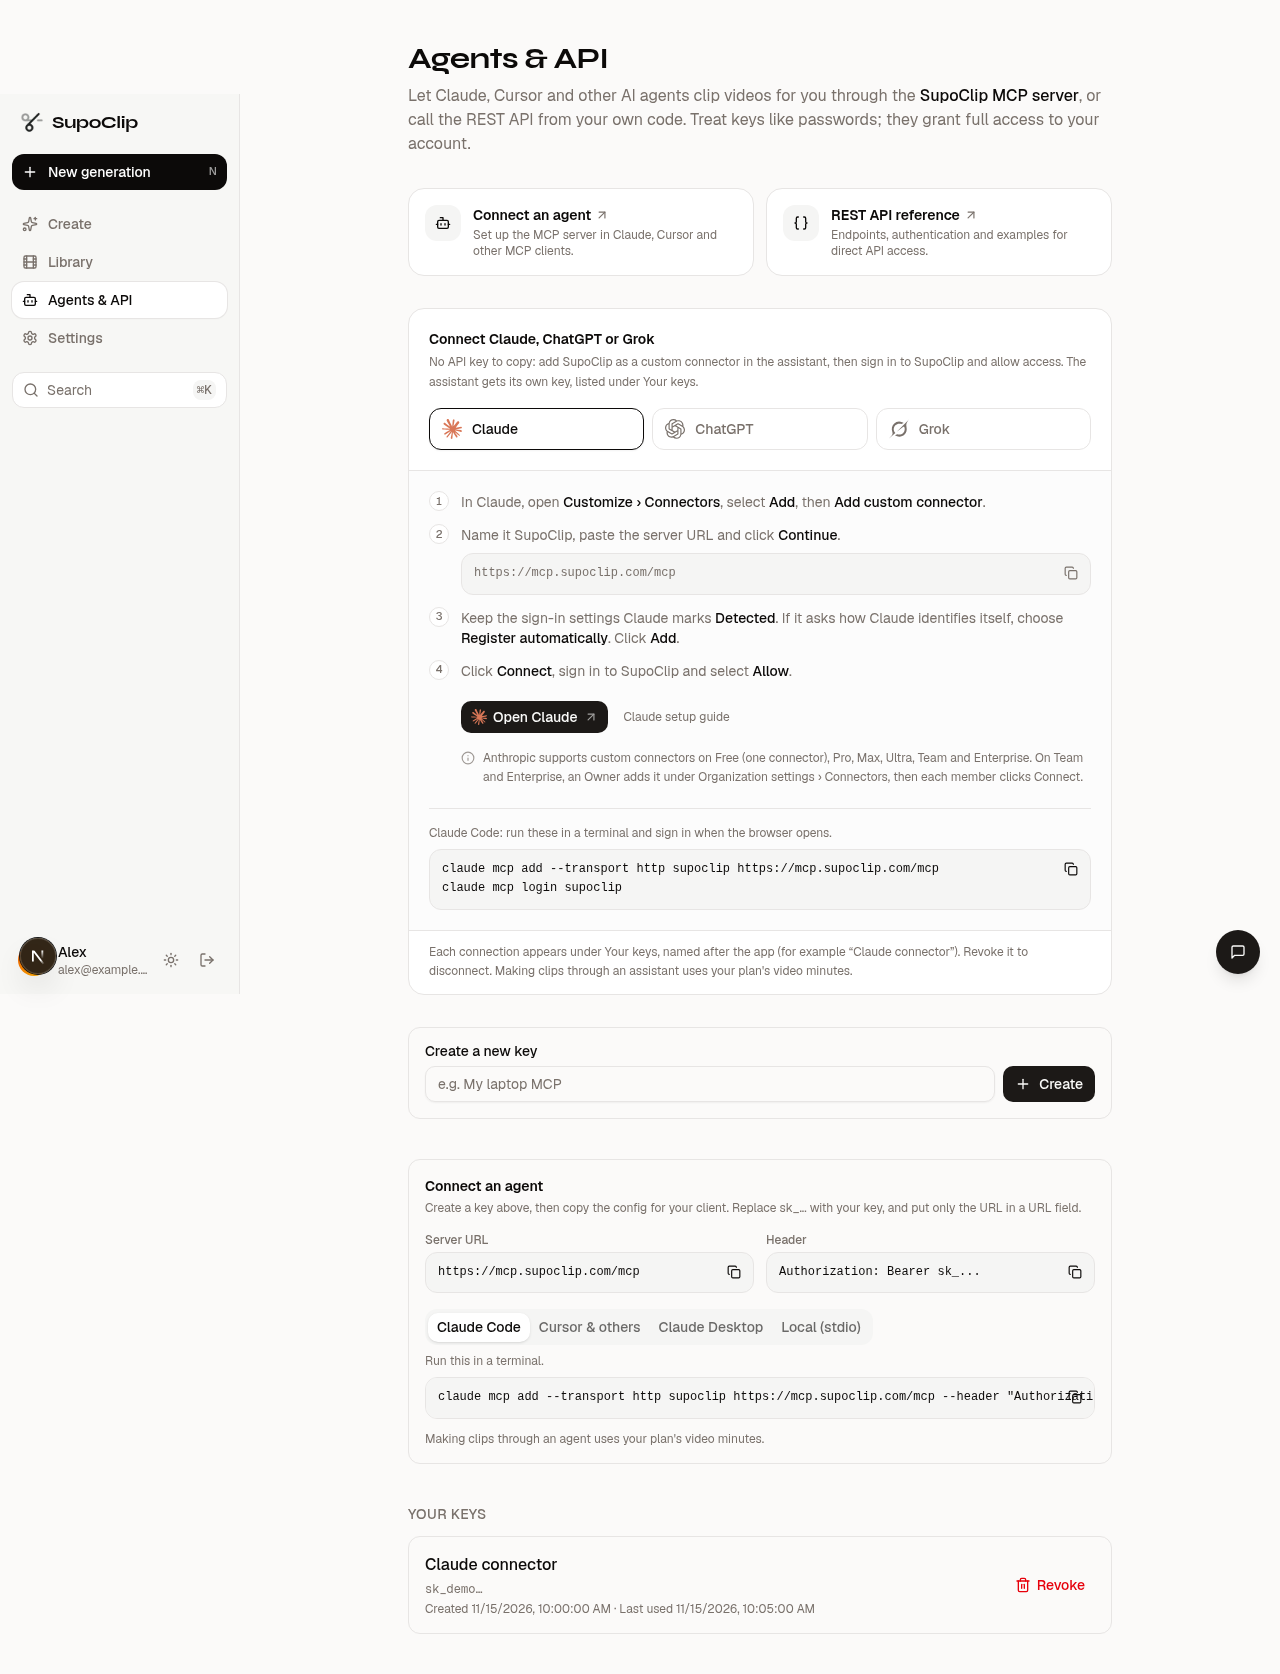 SupoClip
New generation N
Create
Library
Agents & API
Settings
Search ⌘K
N
Alex
alex@example.…
Agents & API
Let Claude, Cursor and other AI agents clip videos for you through the SupoClip MCP server, or
call the REST API from your own code. Treat keys like passwords; they grant full access to your
account.
Connect an agent
Set up the MCP server in Claude, Cursor and
other MCP clients.
REST API reference
Endpoints, authentication and examples for
direct API access.
Connect Claude, ChatGPT or Grok
No API key to copy: add SupoClip as a custom connector in the assistant, then sign in to SupoClip and allow access. The
assistant gets its own key, listed under Your keys.
Claude
ChatGPT
Grok
1 In Claude, open Customize › Connectors, select Add, then Add custom connector.
2 Name it SupoClip, paste the server URL and click Continue.
https://mcp.supoclip.com/mcp
3 Keep the sign-in settings Claude marks Detected. If it asks how Claude identifies itself, choose
Register automatically. Click Add.
4 Click Connect, sign in to SupoClip and select Allow.
Open Claude
Claude setup guide
Anthropic supports custom connectors on Free (one connector), Pro, Max, Ultra, Team and Enterprise. On Team
and Enterprise, an Owner adds it under Organization settings › Connectors, then each member clicks Connect.
Claude Code: run these in a terminal and sign in when the browser opens.
claude mcp add --transport http supoclip https://mcp.supoclip.com/mcp
claude mcp login supoclip
Each connection appears under Your keys, named after the app (for example “Claude connector”). Revoke it to
disconnect. Making clips through an assistant uses your plan's video minutes.
Create a new key
e.g. My laptop MCP
Create
Connect an agent
Create a key above, then copy the config for your client. Replace sk_… with your key, and put only the URL in a URL field.
Server URL
https://mcp.supoclip.com/mcp
Header
Authorization: Bearer sk_...
Claude Code
Cursor & others
Claude Desktop
Local (stdio)
Run this in a terminal.
claude mcp add --transport http supoclip https://mcp.supoclip.com/mcp --header "Authorizati
Making clips through an agent uses your plan's video minutes.
YOUR KEYS
Claude connector
sk_demo…
Created 11/15/2026, 10:00:00 AM · Last used 11/15/2026, 10:05:00 AM
Revoke